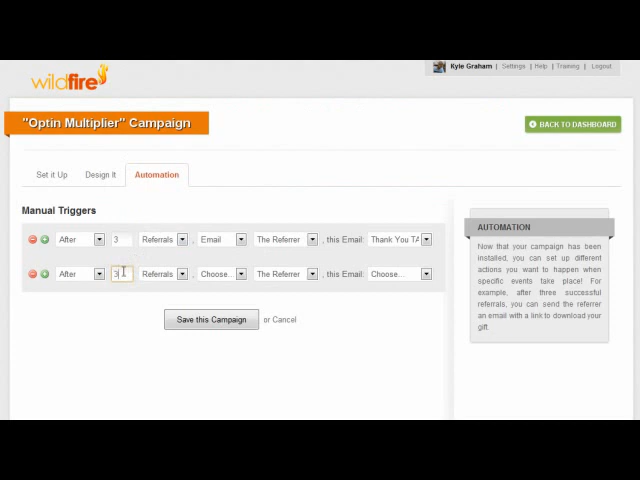 wildfire
Kyle Graham | Settings | Help | Training | Logout
"Optin Multiplier" Campaign
BACK TO DASHBOARD
Set it Up Design It Automation
Manual Triggers
After 3 Referrals , Email The Referrer , this Email: Thank You TA
After 3 Referrals , Choose... The Referrer , this Email: Choose...
Save this Campaign or Cancel
AUTOMATION
Now that your campaign has been
installed, you can set up different
actions you want to happen when
specific events take place! For
example, after three successful
referrals, you can send the referrer
an email with a link to download your
gift.